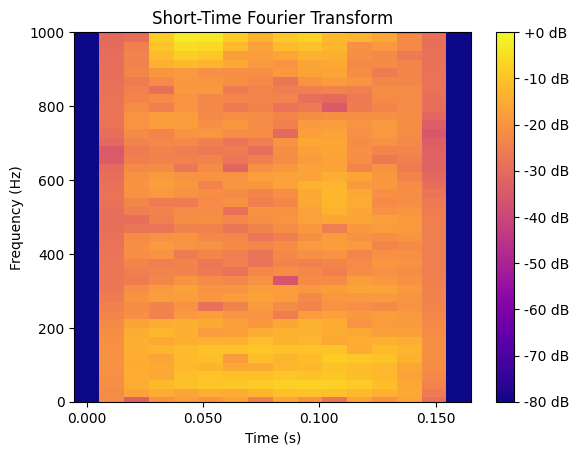 Short-Time Fourier Transform
1000
800
600
400
200
0
Frequency (Hz)
0.000
0.050
0.100
0.150
Time (s)
+0 dB
-10 dB
-20 dB
-30 dB
-40 dB
-50 dB
-60 dB
-70 dB
-80 dB